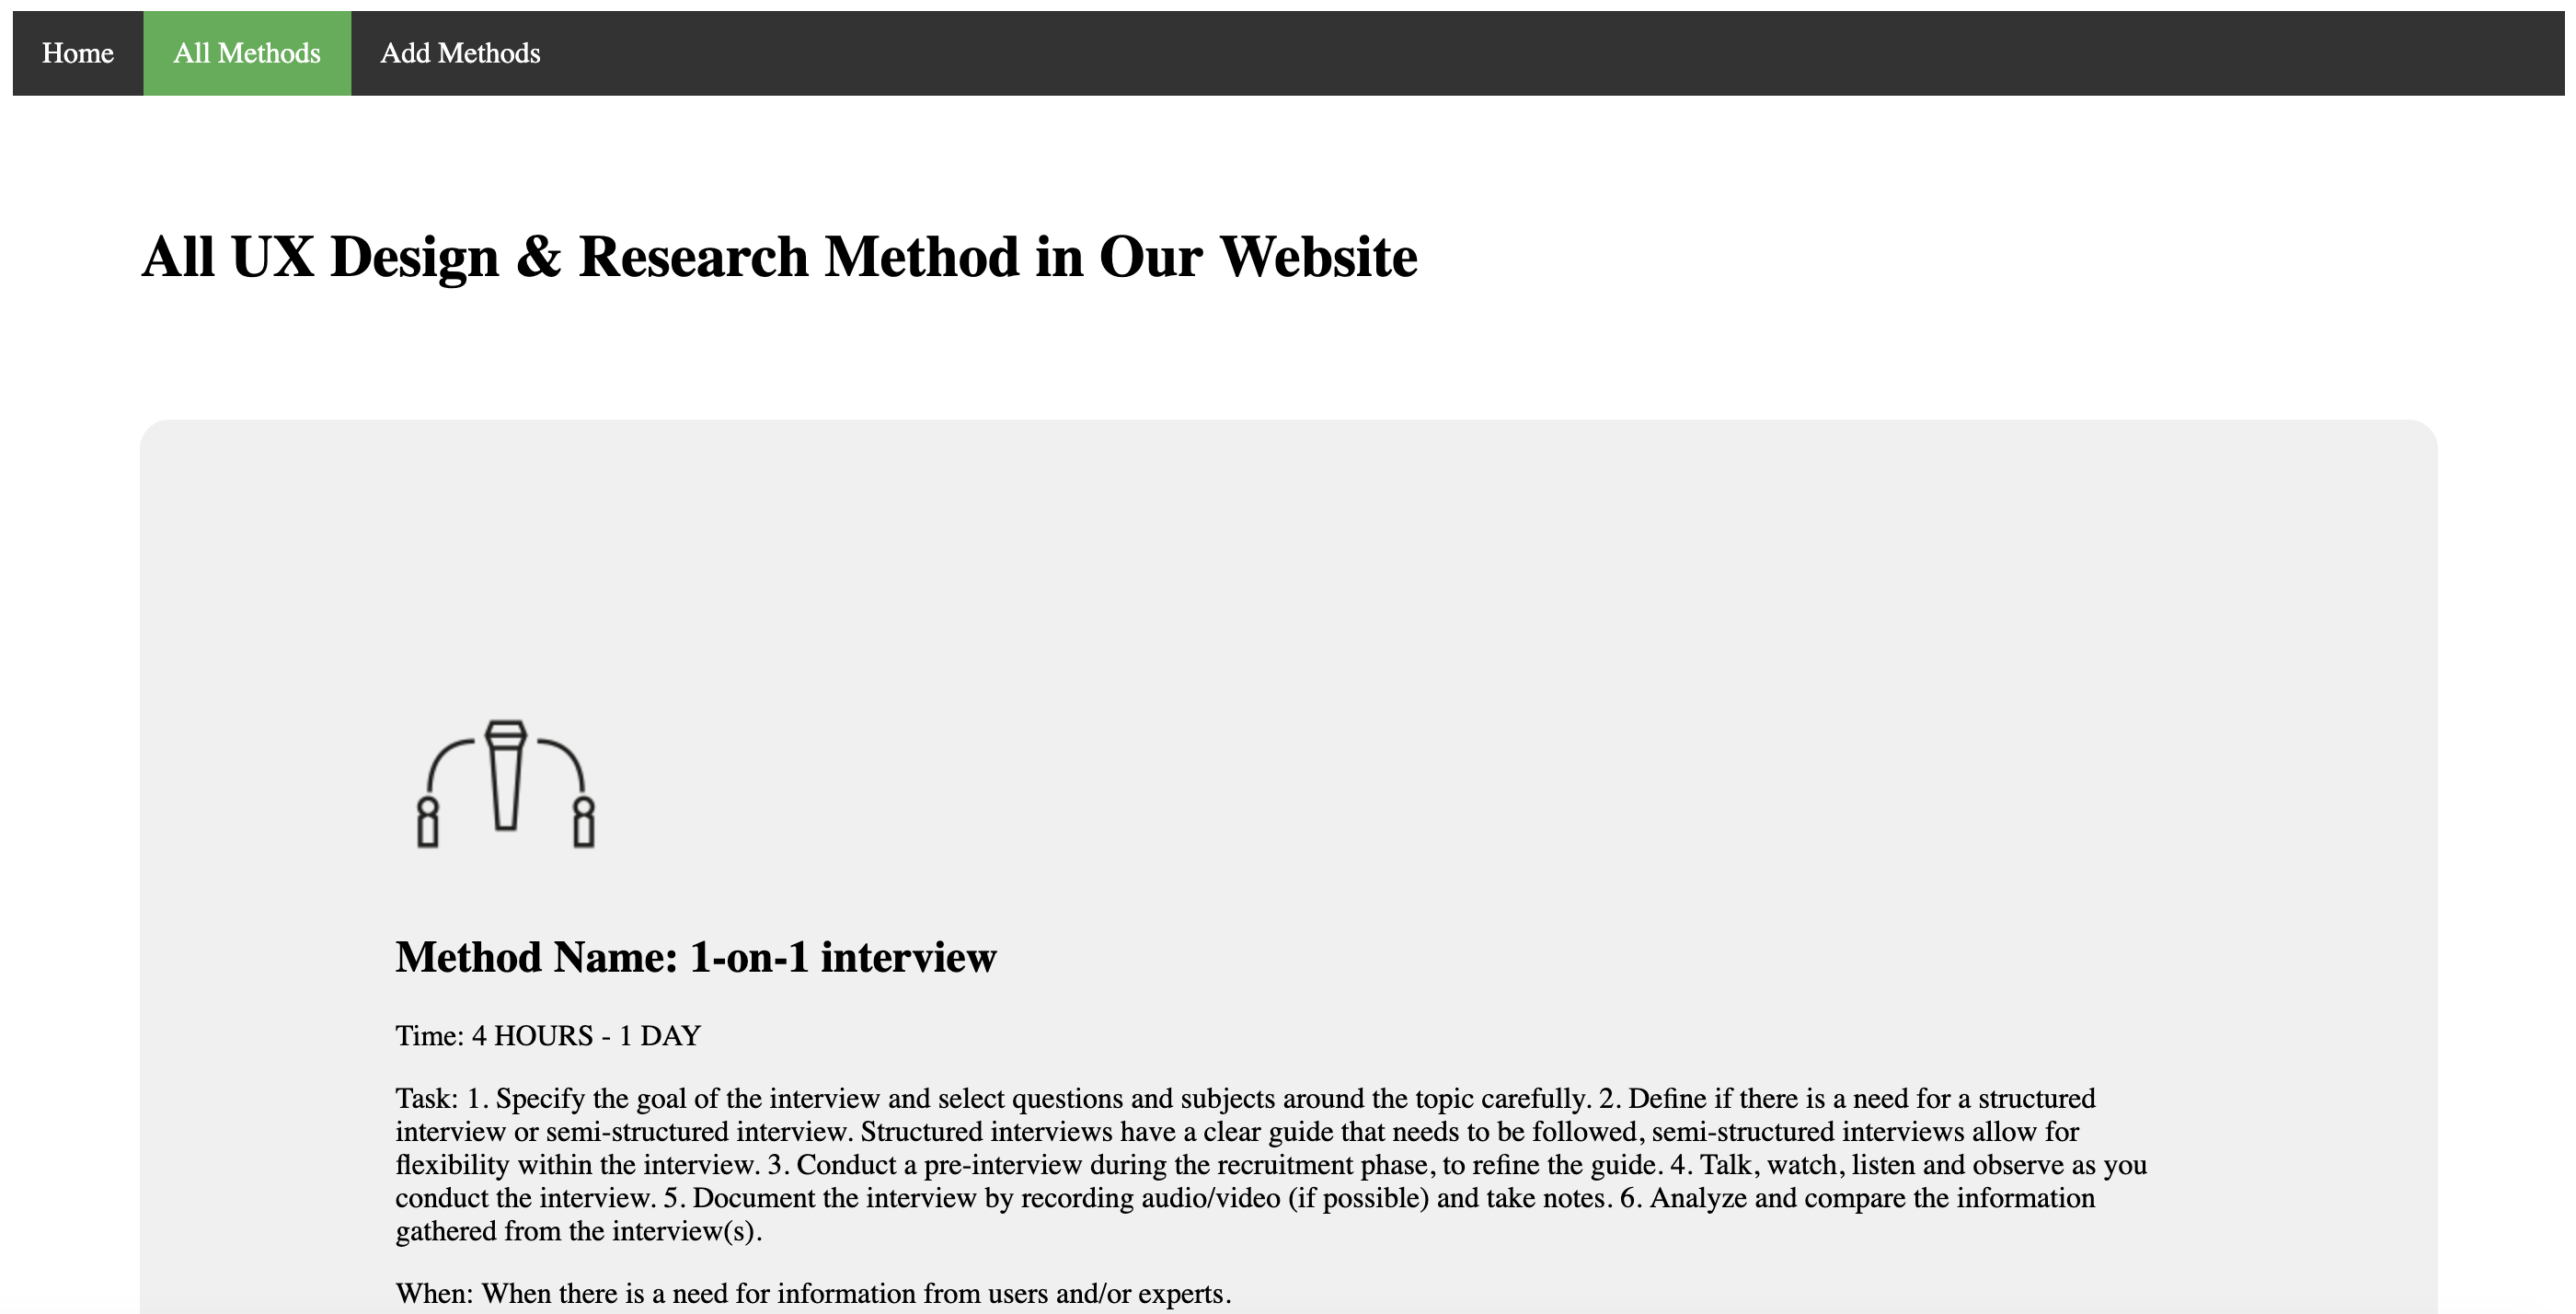 Home All Methods Add Methods
All UX Design & Research Method in Our Website
Method Name: 1-on-1 interview
Time: 4 HOURS - 1 DAY
Task: 1. Specify the goal of the interview and select questions and subjects around the topic carefully. 2. Define if there is a need for a structured
interview or semi-structured interview. Structured interviews have a clear guide that needs to be followed, semi-structured interviews allow for
flexibility within the interview. 3. Conduct a pre-interview during the recruitment phase, to refine the guide. 4. Talk, watch, listen and observe as you
conduct the interview. 5. Document the interview by recording audio/video (if possible) and take notes. 6. Analyze and compare the information
gathered from the interview(s).
When: When there is a need for information from users and/or experts.